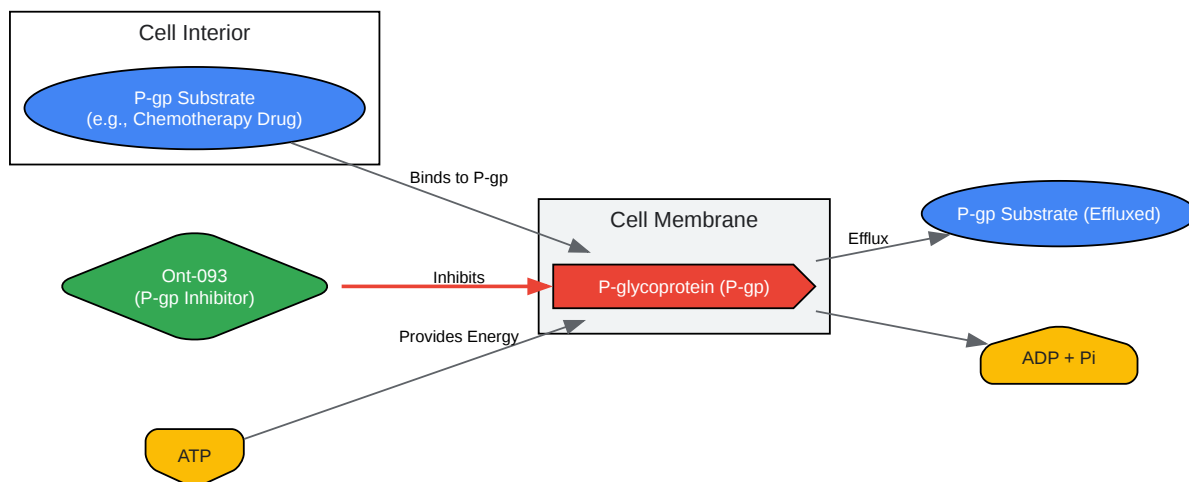 Cell Interior
P-gp Substrate
(e.g., Chemotherapy Drug)
Binds to P-gp
Cell Membrane
P-gp Substrate (Effluxed)
Efflux
Ont-093
(P-gp Inhibitor)
Inhibits
P-glycoprotein (P-gp)
Provides Energy
ADP + Pi
ATP